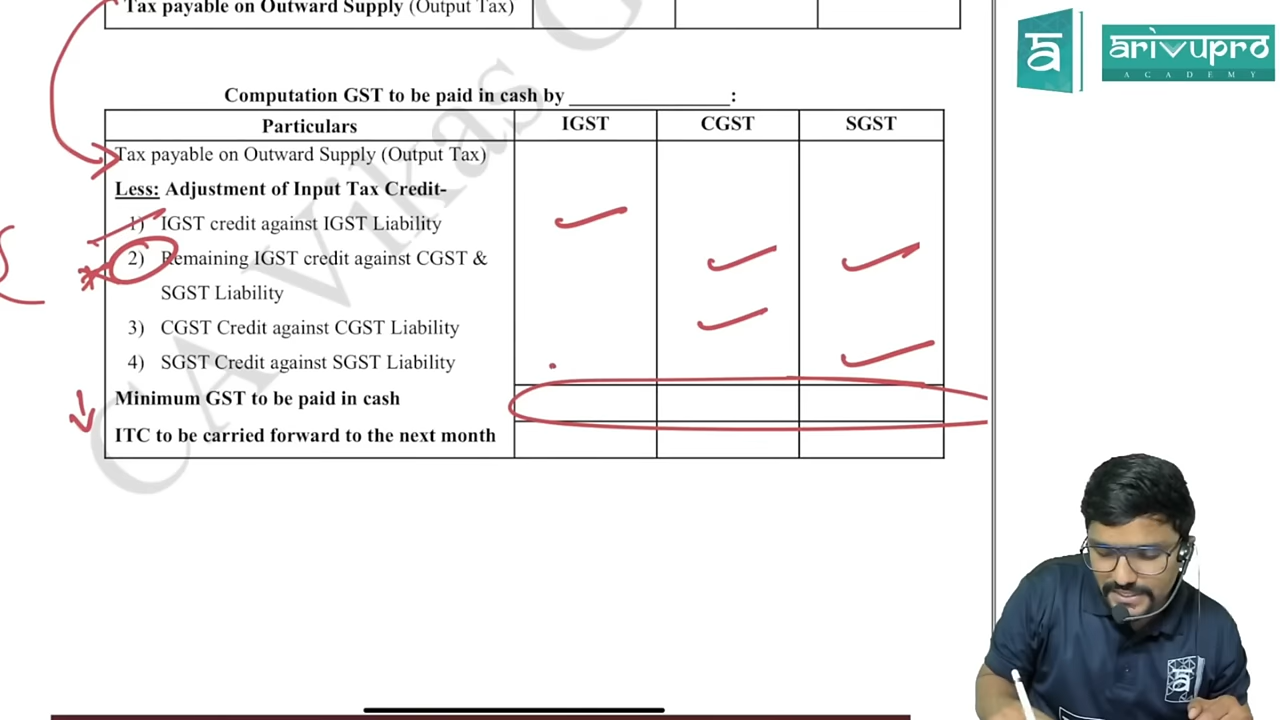 Tax payable on Outward Supply (Output Tax)
ā
arivupro
ACADEMY
Computation GST to be paid in cash by ________________:
Particulars IGST CGST SGST
Tax payable on Outward Supply (Output Tax)
Less: Adjustment of Input Tax Credit-
1) IGST credit against IGST Liability
2) Remaining IGST credit against CGST &
SGST Liability
3) CGST Credit against CGST Liability
4) SGST Credit against SGST Liability
Minimum GST to be paid in cash
ITC to be carried forward to the next month
CA Vikas
ā